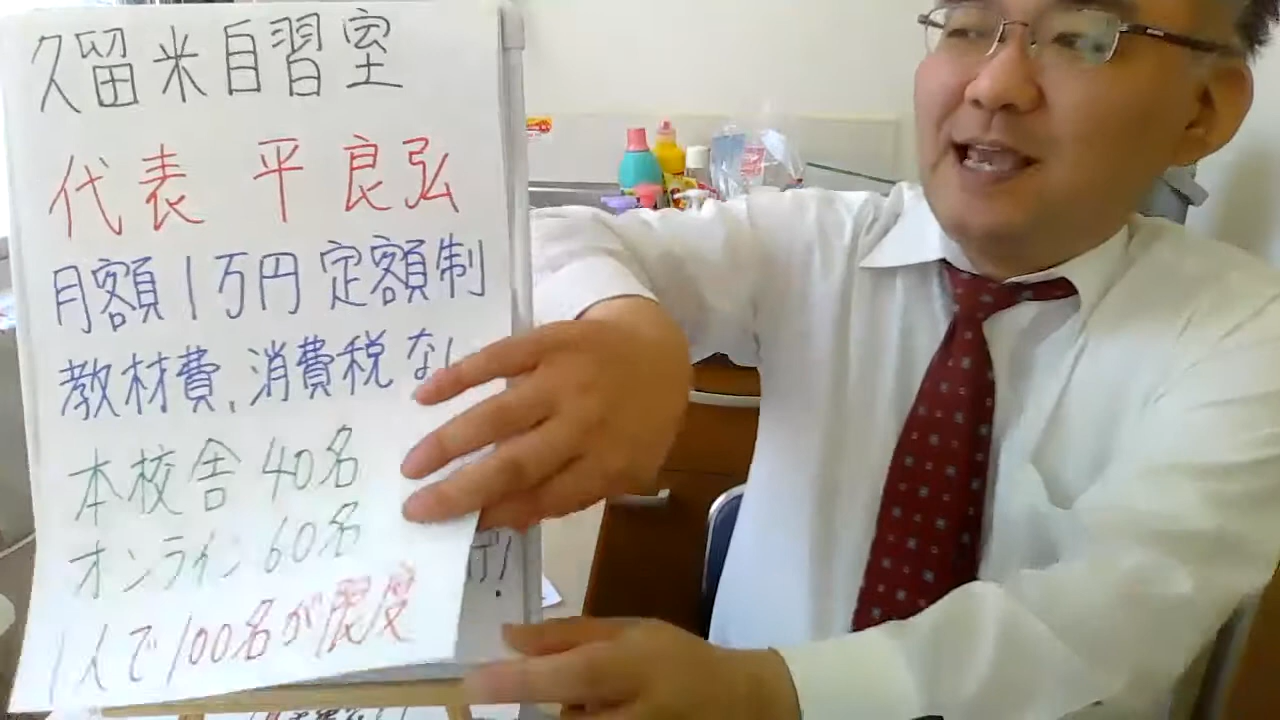 久留米自習室
代表 平良弘
月額1万円定額制
教材費、消費税なし
本校舎40名
オンライン60名
1人で100名が限度